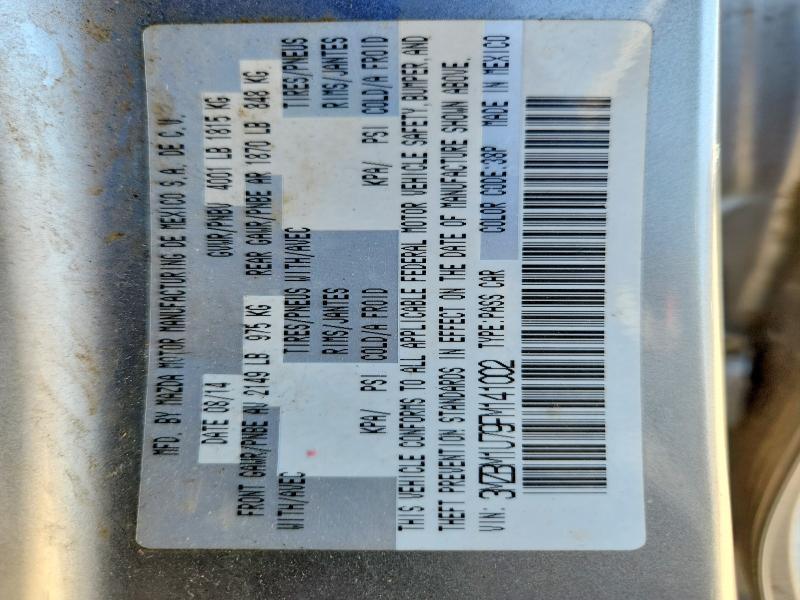 MFD. BY MAZDA MOTOR MANUFACTURING DE MEXICO S.A. DE C.V.
DATE 08/14 GVWR/PNBV 4001 LB 1815 KG
FRONT GAWR/PNBE AV 2149 LB 975 KG REAR GAWR/PNBE AR 1870 LB 848 KG
WITH/AVEC TIRES/PNEUS WITH/AVEC TIRES/PNEUS
RIMS/JANTES RIMS/JANTES
KPA/ PSI COLD/A FROID KPA/ PSI COLD/A FROID
THIS VEHICLE CONFORMS TO ALL APPLICABLE FEDERAL MOTOR VEHICLE SAFETY, BUMPER, AND
THEFT PREVENTION STANDARDS IN EFFECT ON THE DATE OF MANUFACTURE SHOWN ABOVE.
VIN: 3MZBM1U79FM141002 TYPE:PASS CAR COLOR CODE:38P MADE IN MEXICO